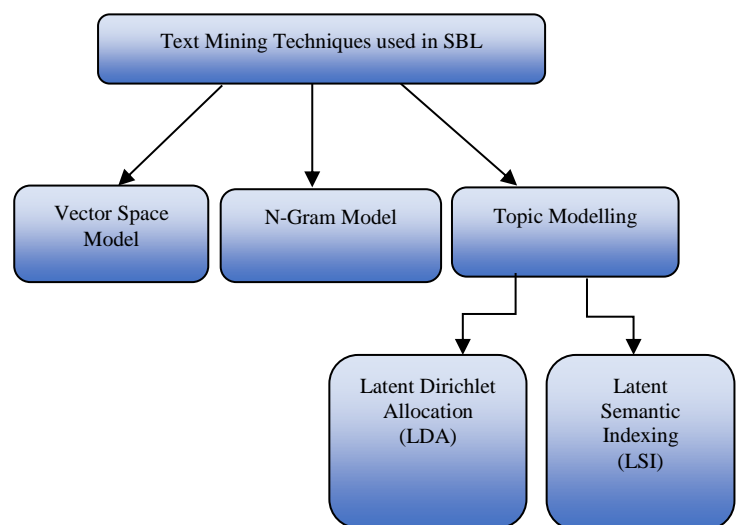 Text Mining Techniques used in SBL
Vector Space
Model
N-Gram Model
Topic Modelling
Latent Dirichlet
Allocation
(LDA)
Latent
Semantic
Indexing
(LSI)